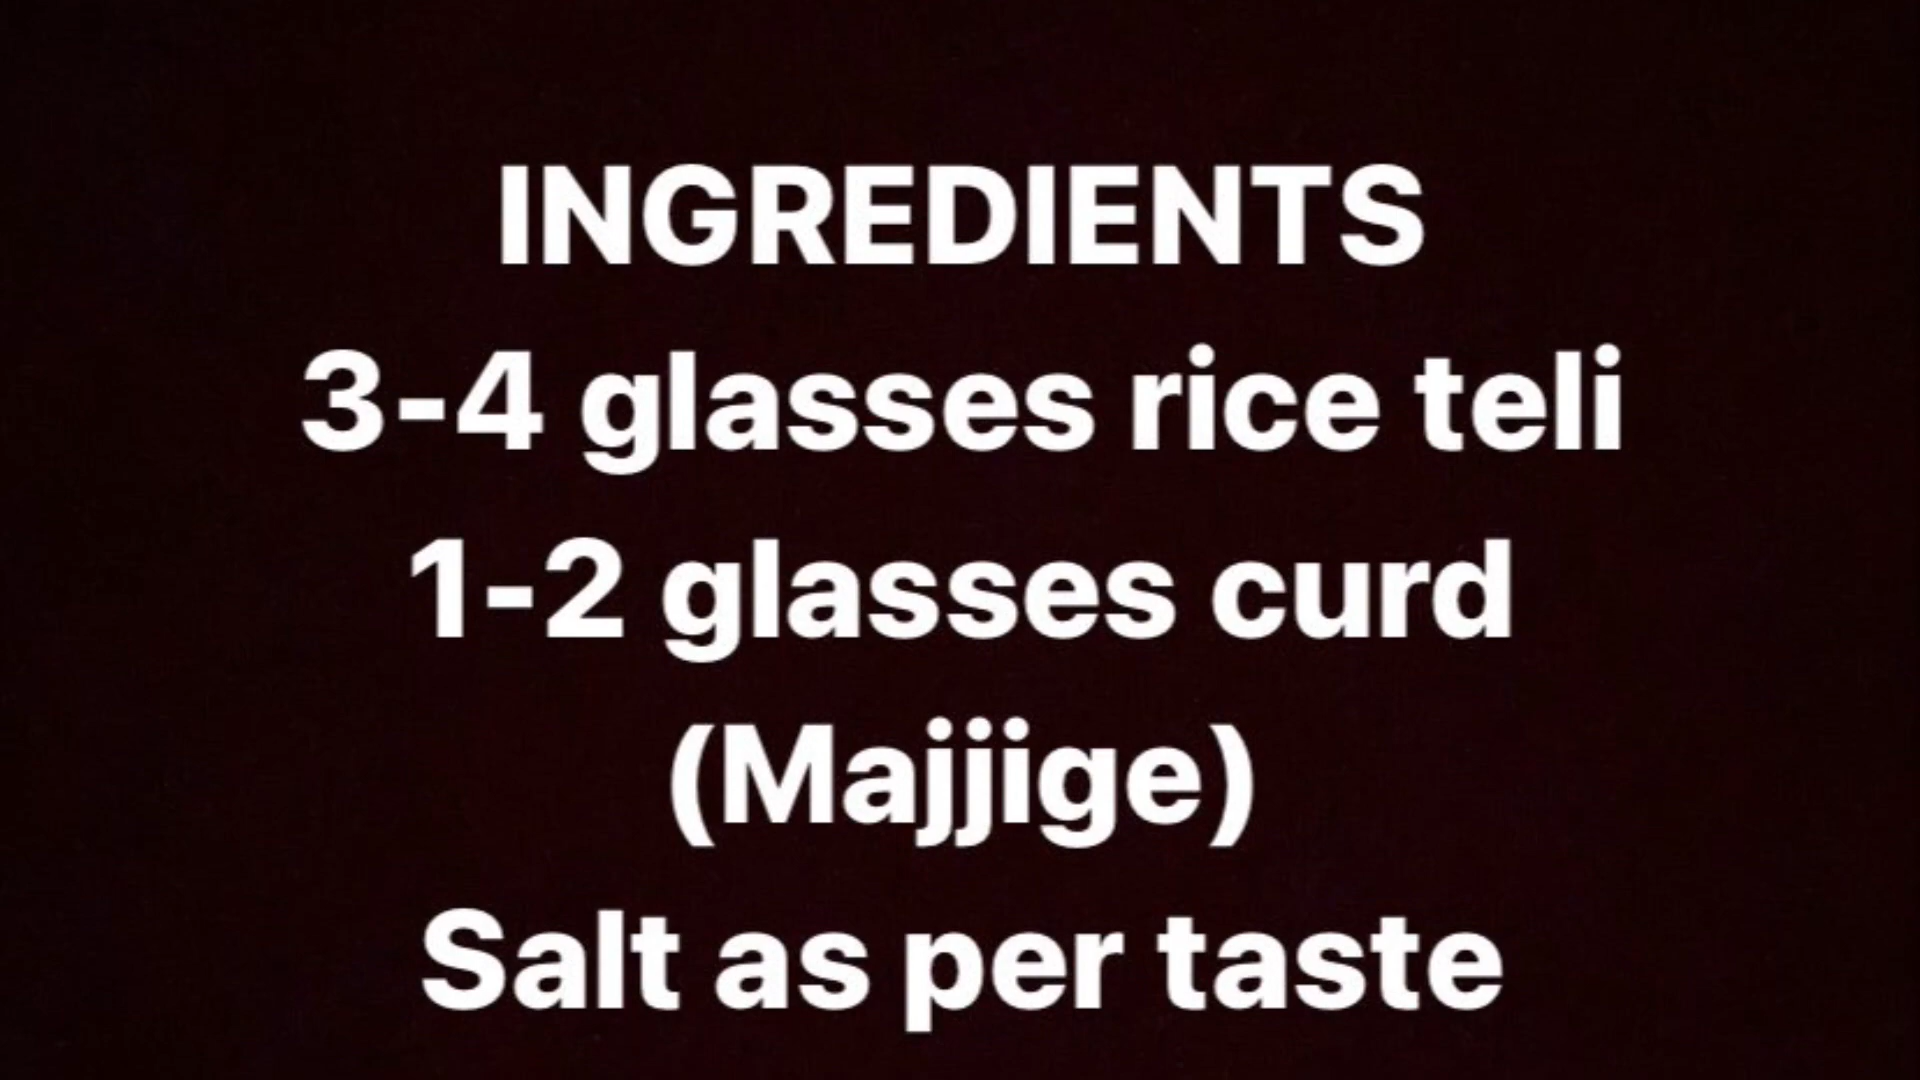 INGREDIENTS
3-4 glasses rice teli
1-2 glasses curd
(Majjige)
Salt as per taste